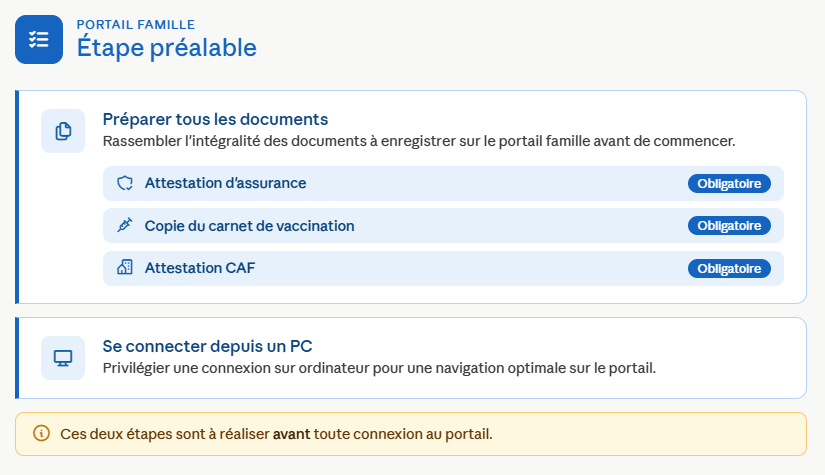 PORTAIL FAMILLE
Étape préalable
Préparer tous les documents
Rassembler l'intégralité des documents à enregistrer sur le portail famille avant de commencer.
Attestation d'assurance
Obligatoire
Copie du carnet de vaccination
Obligatoire
Attestation CAF
Obligatoire
Se connecter depuis un PC
Privilégier une connexion sur ordinateur pour une navigation optimale sur le portail.
Ces deux étapes sont à réaliser avant toute connexion au portail.